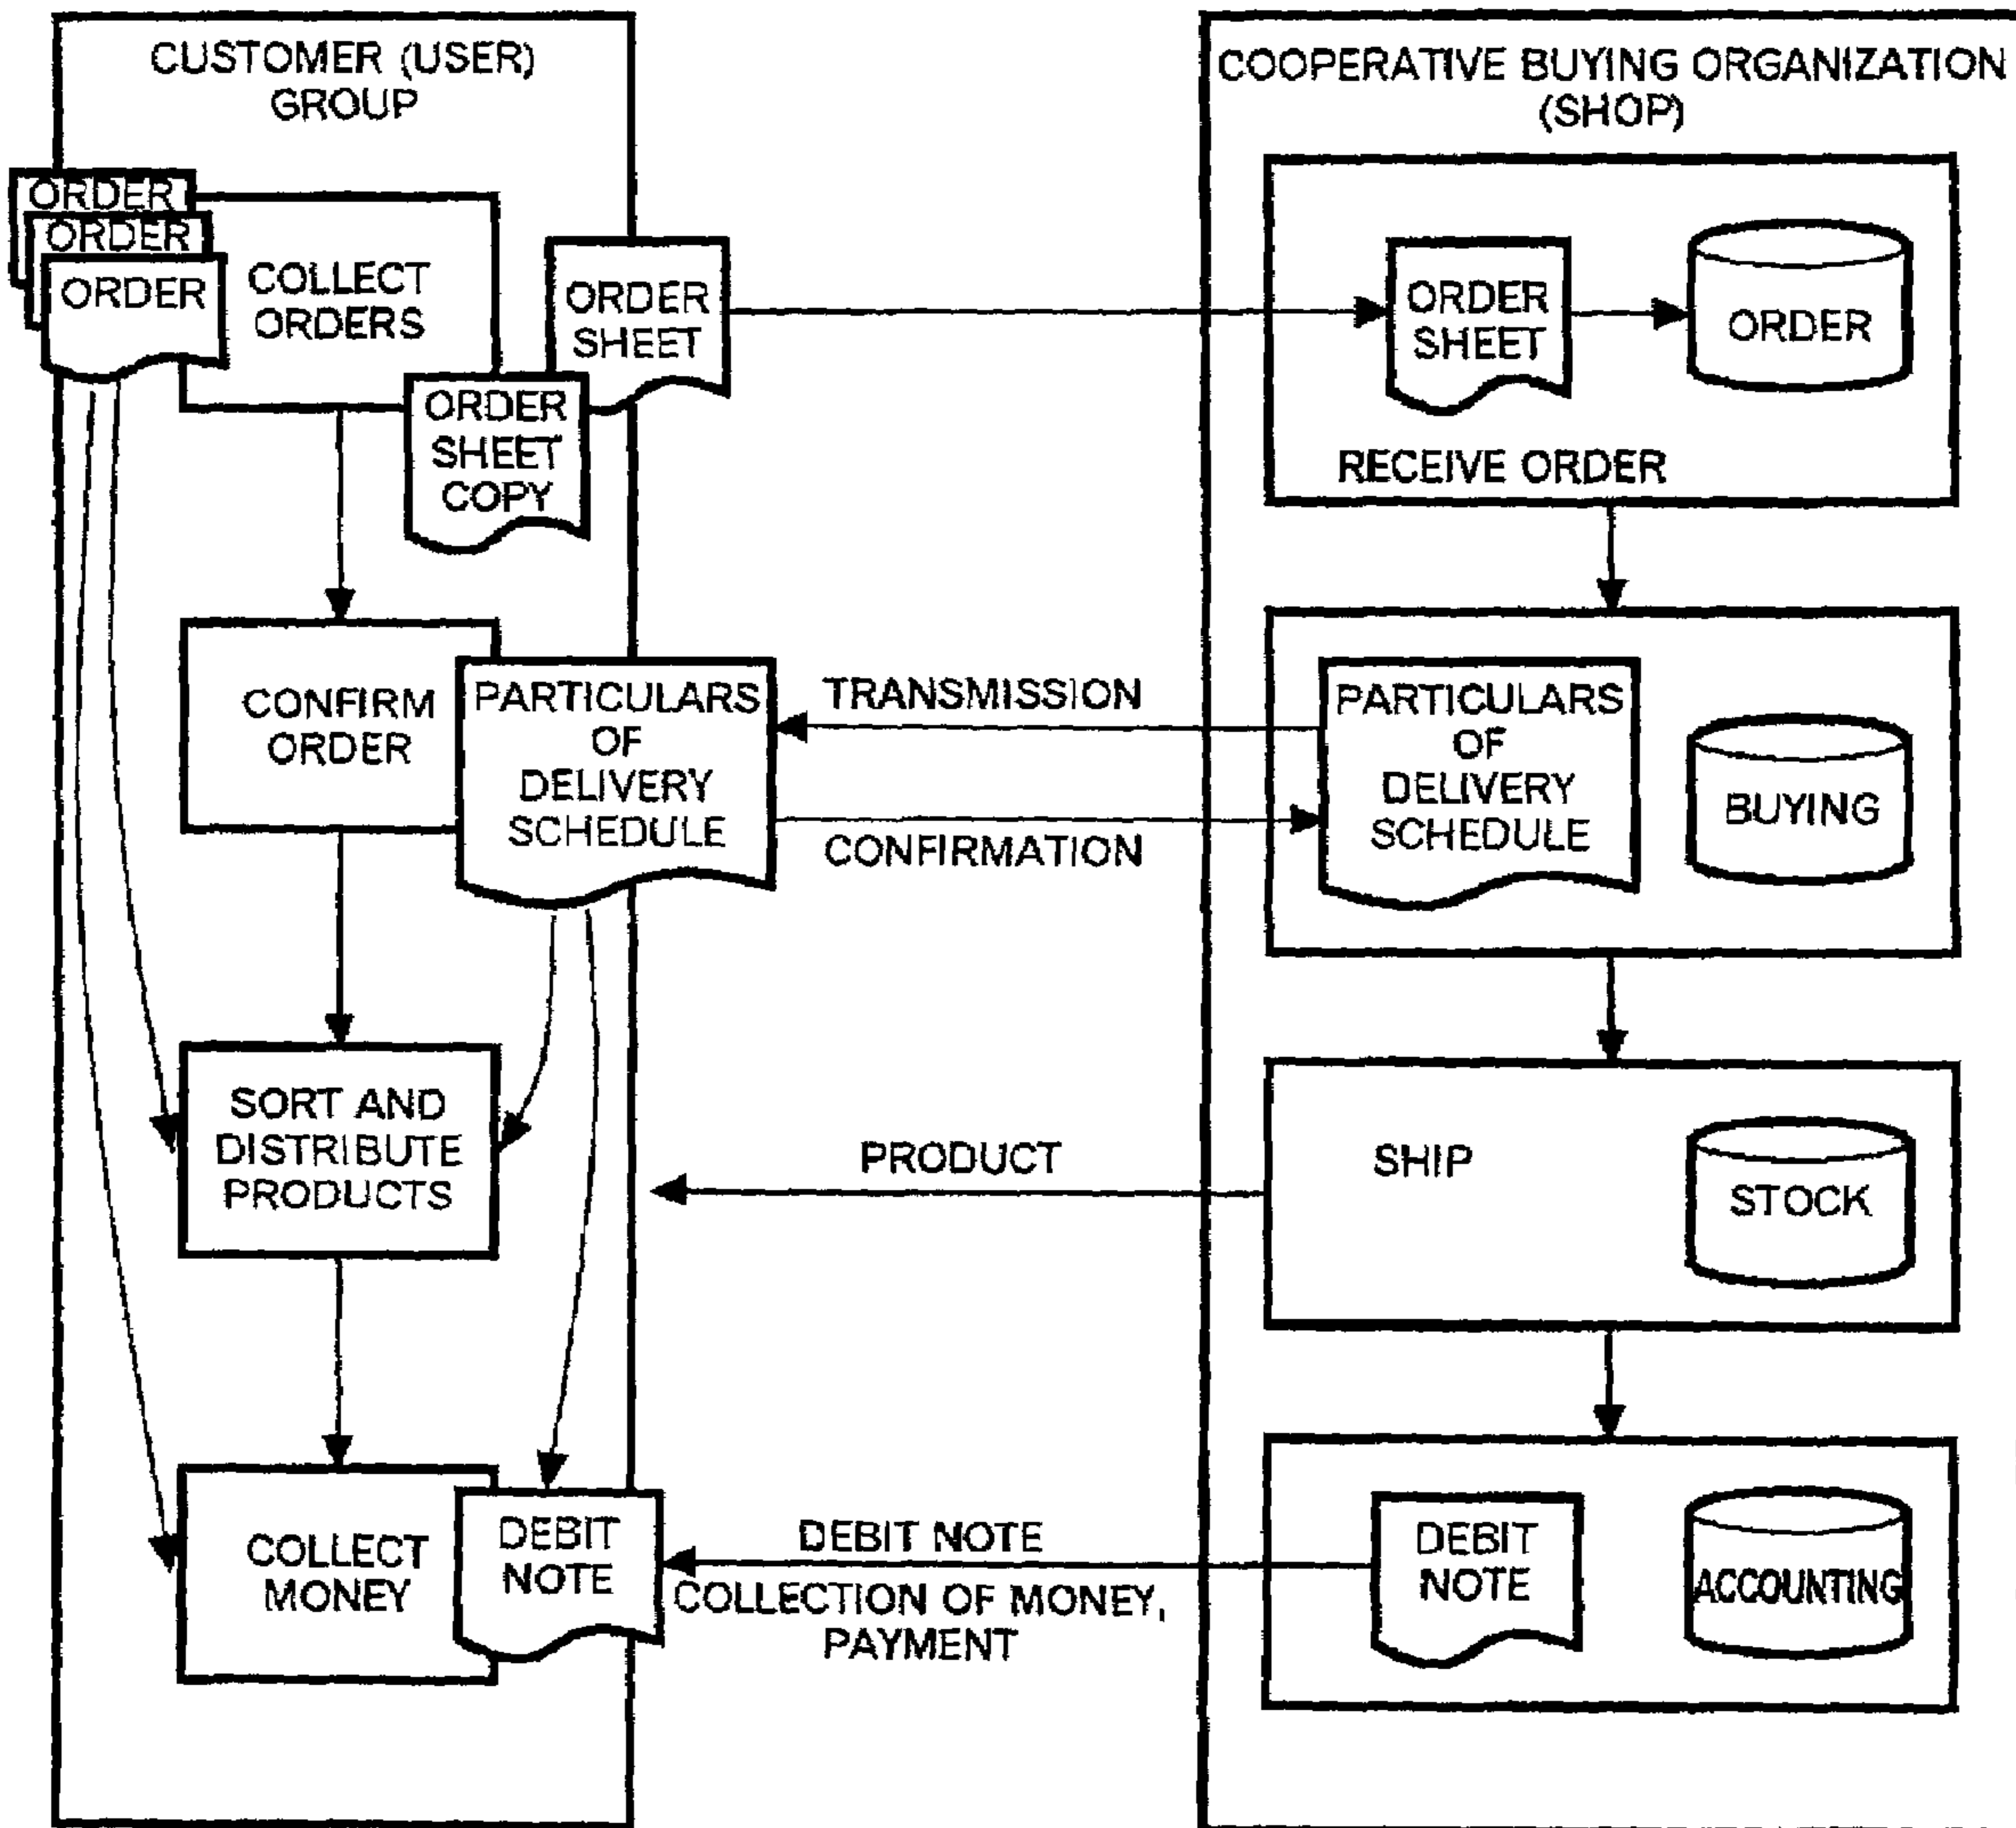 CUSTOMER (USER)
GROUP
ORDER
ORDER
ORDER
COLLECT
ORDERS
ORDER
SHEET
ORDER
SHEET
COPY
CONFIRM
ORDER
PARTICULARS
OF
DELIVERY
SCHEDULE
SORT AND
DISTRIBUTE
PRODUCTS
COLLECT
MONEY
DEBIT
NOTE
TRANSMISSION
CONFIRMATION
PRODUCT
DEBIT NOTE
COLLECTION OF MONEY,
PAYMENT
COOPERATIVE BUYING ORGANIZATION
(SHOP)
ORDER
SHEET
ORDER
RECEIVE ORDER
PARTICULARS
OF
DELIVERY
SCHEDULE
BUYING
SHIP
STOCK
DEBIT
NOTE
ACCOUNTING